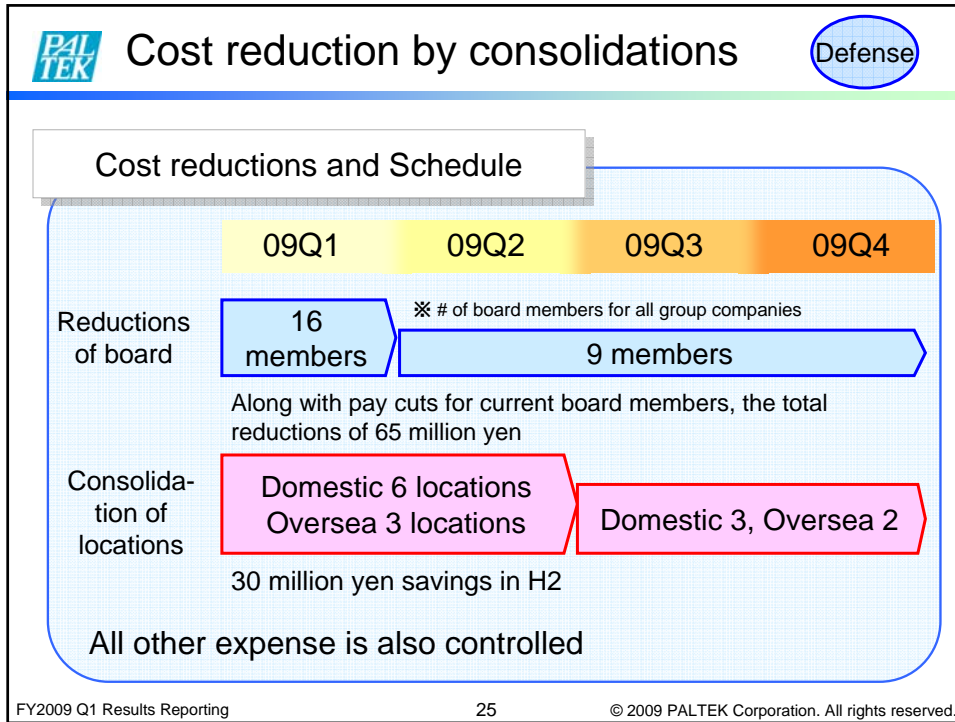 PAL
TEK
Cost reduction by consolidations
Defense
Cost reductions and Schedule
09Q1 09Q2 09Q3 09Q4
Reductions
of board
16
members
※ # of board members for all group companies
9 members
Along with pay cuts for current board members, the total
reductions of 65 million yen
Consolida-
tion of
locations
Domestic 6 locations
Oversea 3 locations
Domestic 3, Oversea 2
30 million yen savings in H2
All other expense is also controlled
FY2009 Q1 Results Reporting 25 © 2009 PALTEK Corporation. All rights reserved.